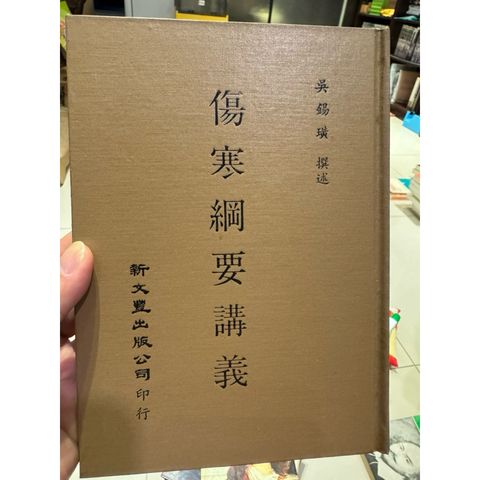 吳錫璜 撰述
傷寒綱要講義
新文豐出版公司 印行